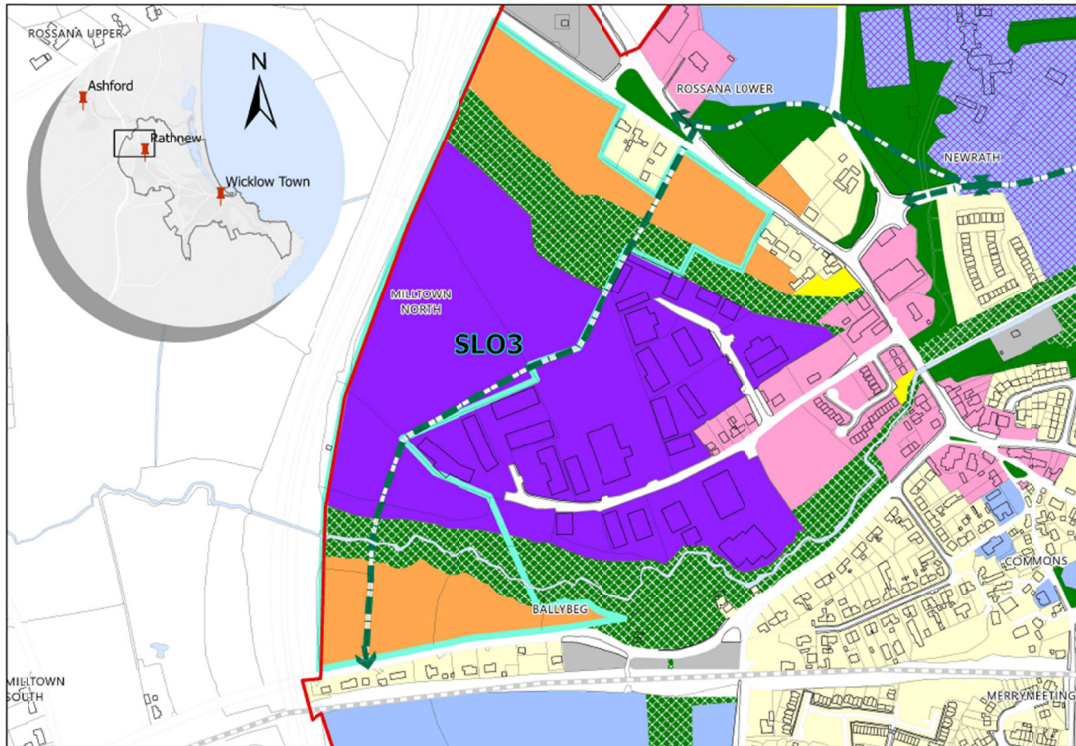 ROSSANA UPPER
N
Ashford
Rathnew
Wicklow Town
ROSSANA LOWER
NEWRATH
MILLTOWN
NORTH
SLO3
COMMONS
BALLYBEG
MILLTOWN
SOUTH
MERRYMEETING